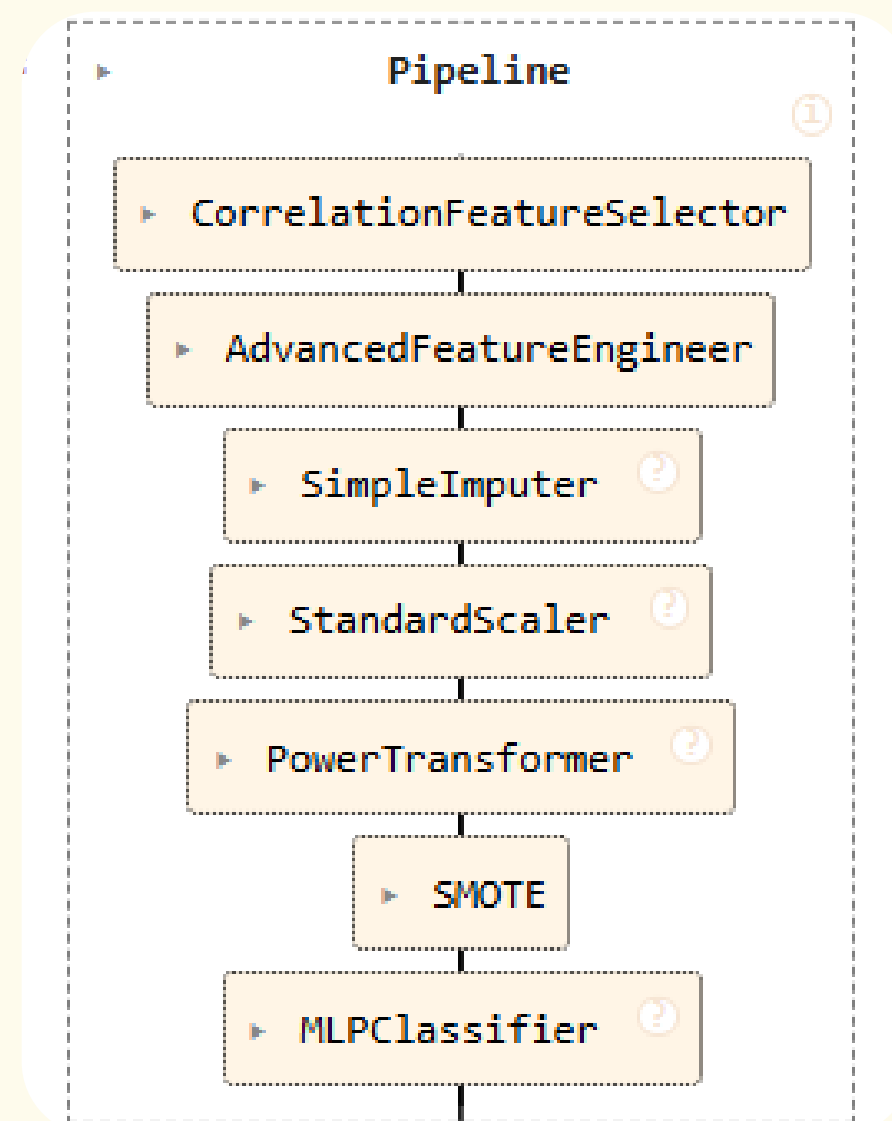 Pipeline
i
CorrelationFeatureSelector
AdvancedFeatureEngineer
SimpleImputer ?
StandardScaler ?
PowerTransformer ?
SMOTE
MLPClassifier ?